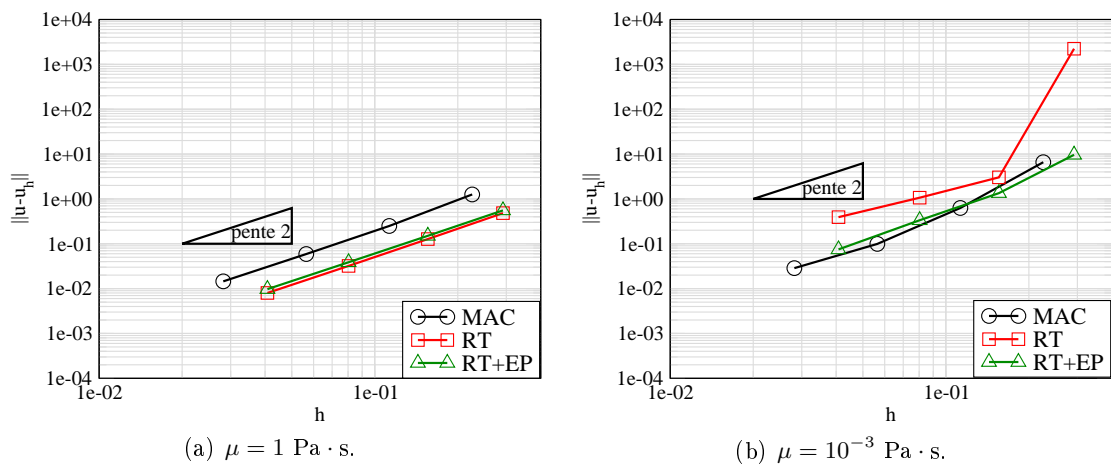 1e+04
1e+03
1e+02
1e+01
1e+00
1e-01
1e-02
1e-03
1e-04
||u-u_h||
pente 2
MAC
RT
RT+EP
1e-02
1e-01
h
(a) μ = 1 Pa · s.
1e+04
1e+03
1e+02
1e+01
1e+00
1e-01
1e-02
1e-03
1e-04
||u-u_h||
pente 2
MAC
RT
RT+EP
1e-02
1e-01
h
(b) μ = 10⁻³ Pa · s.